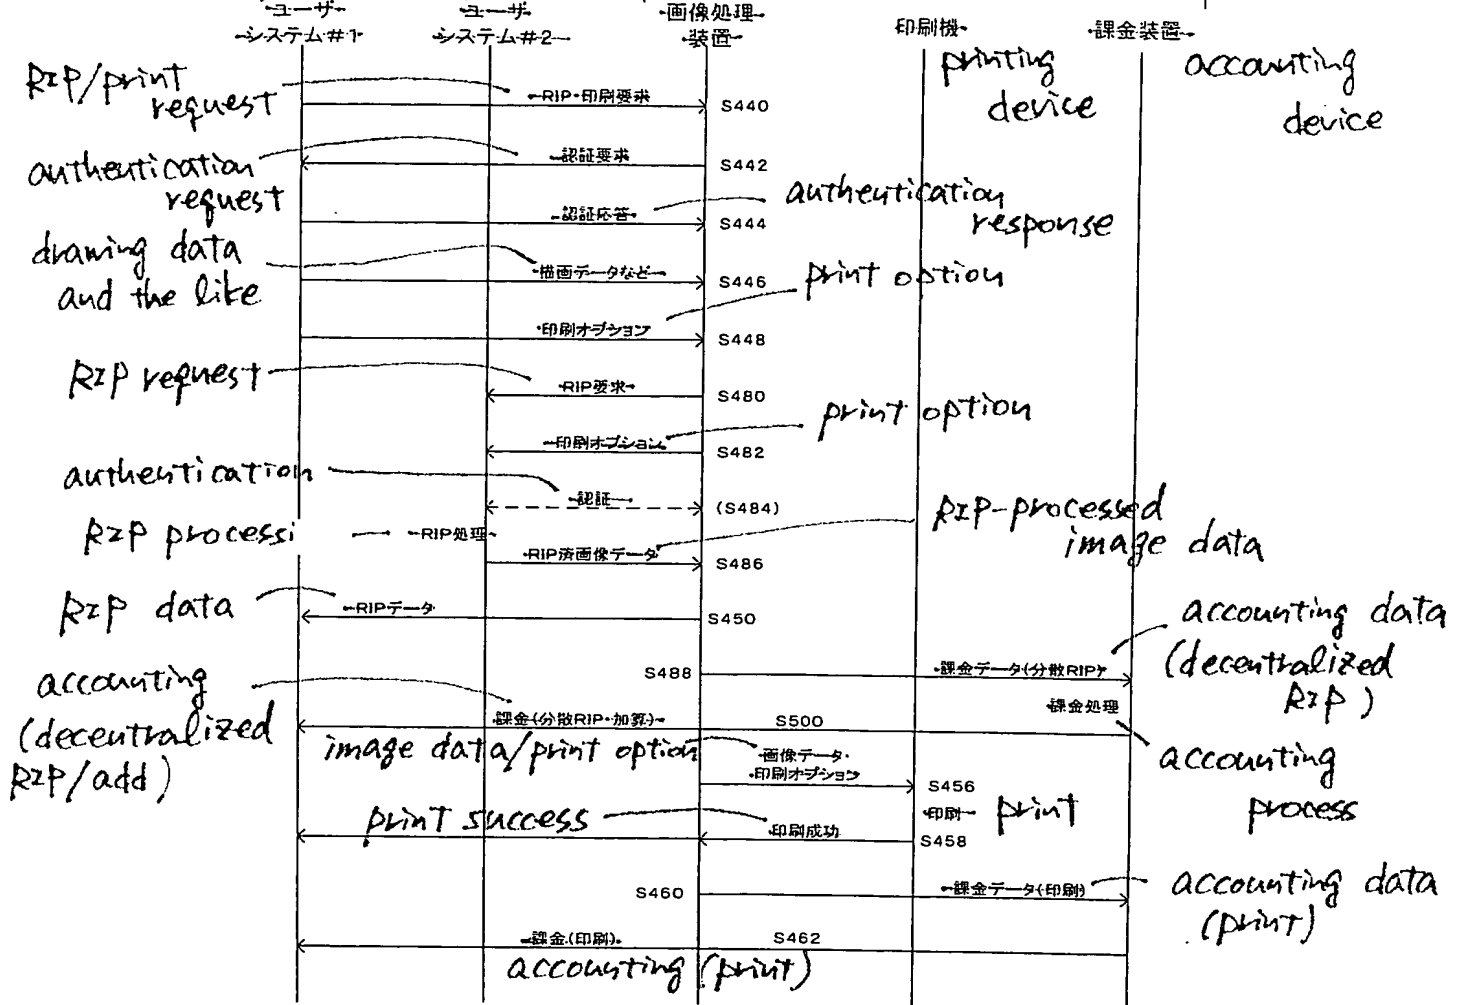 ユーザ
システム#1
ユーザ
システム#2
画像処理
装置
印刷機
課金装置
printing
device
accounting
device
RIP/print
request
RIP・印刷要求
S440
authentication
request
認証要求
S442
認証応答
S444
authentication
response
drawing data
and the like
描画データなど
S446
print option
印刷オプション
S448
RIP request
RIP要求
S480
print option
印刷オプション
S482
authentication
認証
(S484)
RIP processi
RIP処理
RIP-processed
image data
RIP済画像データ
S486
RIP data
RIPデータ
S450
accounting data
(decentralized
RIP)
S488
課金データ(分散RIP)
課金処理
accounting
(decentralized
RIP/add)
課金(分散RIP・加算)
S500
accounting
process
image data/print option
画像データ・
印刷オプション
S456
印刷
print
print success
印刷成功
S458
S460
課金データ(印刷)
accounting data
(print)
課金(印刷)
S462
accounting (print)